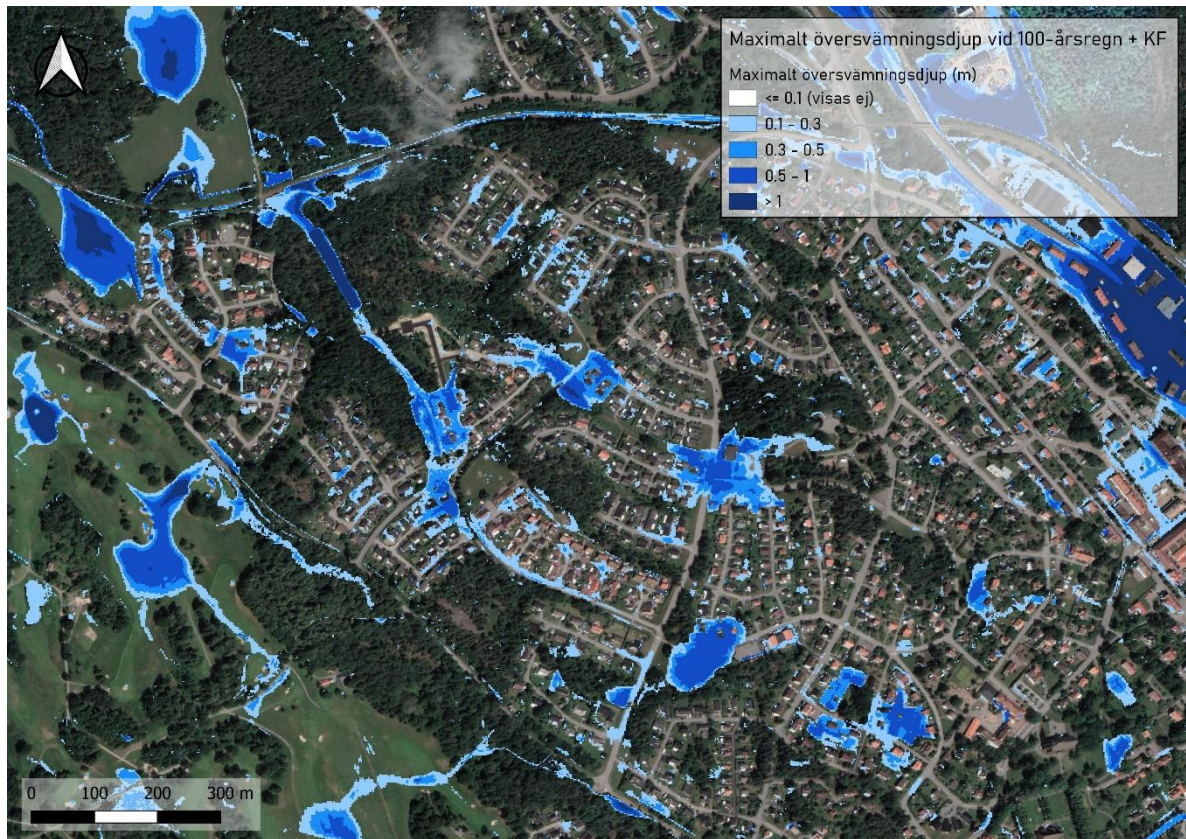 Maximalt översvämningsdjup vid 100-årsregn + KF
Maximalt översvämningsdjup (m)
<= 0.1 (visas ej)
0.1 - 0.3
0.3 - 0.5
0.5 - 1
> 1
0 100 200 300 m